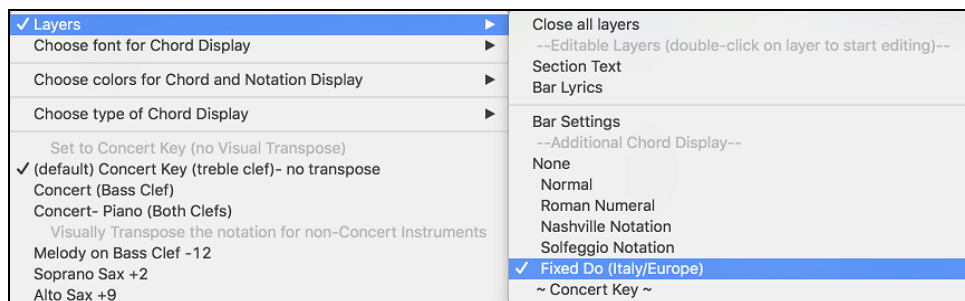 ✓ Layers ▶
Choose font for Chord Display ▶
Choose colors for Chord and Notation Display ▶
Choose type of Chord Display ▶
Set to Concert Key (no Visual Transpose)
✓ (default) Concert Key (treble clef)- no transpose
Concert (Bass Clef)
Concert- Piano (Both Clefs)
Visually Transpose the notation for non-Concert Instruments
Melody on Bass Clef -12
Soprano Sax +2
Alto Sax +9
Close all layers
--Editable Layers (double-click on layer to start editing)--
Section Text
Bar Lyrics
Bar Settings
--Additional Chord Display--
None
Normal
Roman Numeral
Nashville Notation
Solfeggio Notation
✓ Fixed Do (Italy/Europe)
~ Concert Key ~